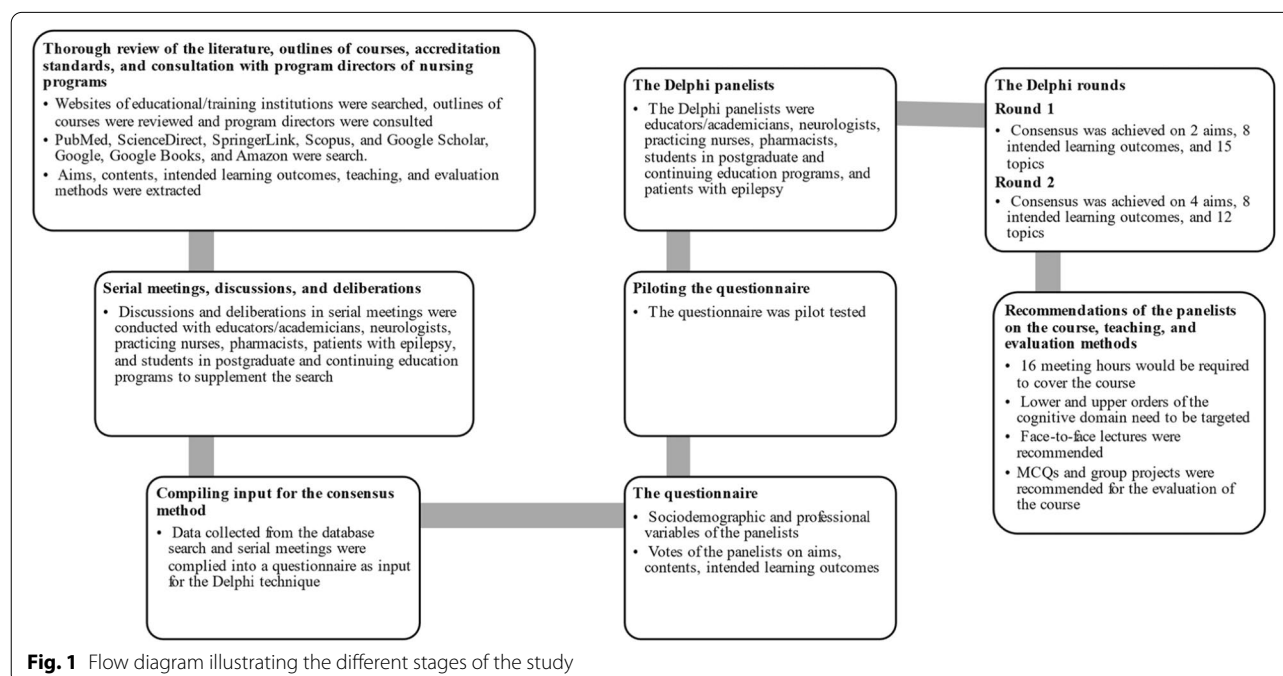 Thorough review of the literature, outlines of courses, accreditation
standards, and consultation with program directors of nursing
programs
• Websites of educational/training institutions were searched, outlines of
courses were reviewed and program directors were consulted
• PubMed, ScienceDirect, SpringerLink, Scopus, and Google Scholar,
Google, Google Books, and Amazon were search.
• Aims, contents, intended learning outcomes, teaching, and evaluation
methods were extracted
Serial meetings, discussions, and deliberations
• Discussions and deliberations in serial meetings were
conducted with educators/academicians, neurologists,
practicing nurses, pharmacists, patients with epilepsy,
and students in postgraduate and continuing education
programs to supplement the search
Compiling input for the consensus
method
• Data collected from the database
search and serial meetings were
complied into a questionnaire as input
for the Delphi technique
The questionnaire
• Sociodemographic and professional
variables of the panelists
• Votes of the panelists on aims,
contents, intended learning outcomes
Piloting the questionnaire
• The questionnaire was pilot tested
The Delphi panelists
• The Delphi panelists were
educators/academicians, neurologists,
practicing nurses, pharmacists,
students in postgraduate and
continuing education programs, and
patients with epilepsy
The Delphi rounds
Round 1
• Consensus was achieved on 2 aims, 8
intended learning outcomes, and 15
topics
Round 2
• Consensus was achieved on 4 aims, 8
intended learning outcomes, and 12
topics
Recommendations of the panelists
on the course, teaching, and
evaluation methods
• 16 meeting hours would be required
to cover the course
• Lower and upper orders of the
cognitive domain need to be targeted
• Face-to-face lectures were
recommended
• MCQs and group projects were
recommended for the evaluation of
the course
Fig. 1 Flow diagram illustrating the different stages of the study